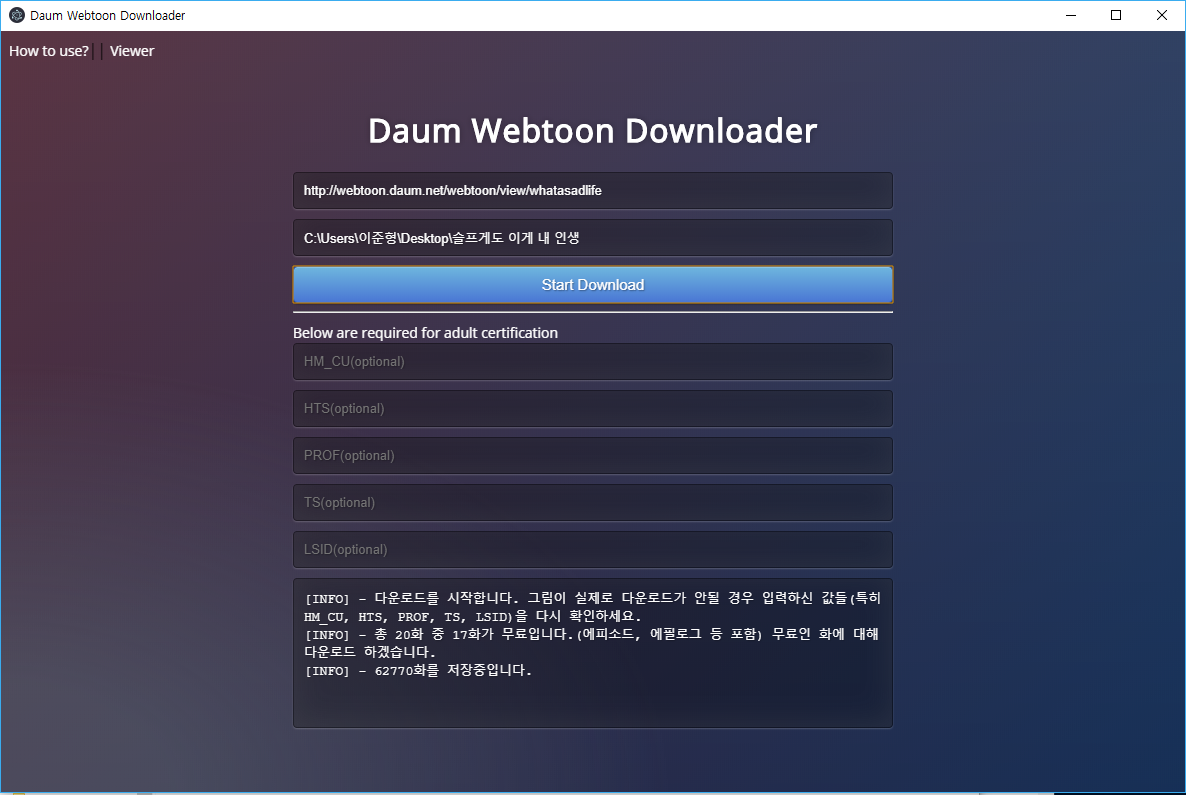 Daum Webtoon Downloader
How to use? | | Viewer
Daum Webtoon Downloader
http://webtoon.daum.net/webtoon/view/whatasadlife
C:\Users\이준형\Desktop\슬프게도 이게 내 인생
Start Download
Below are required for adult certification
HM_CU(optional)
HTS(optional)
PROF(optional)
TS(optional)
LSID(optional)
[INFO] - 다운로드를 시작합니다. 그림이 실제로 다운로드가 안될 경우 입력하신 값들(특히
HM_CU, HTS, PROF, TS, LSID)을 다시 확인하세요.
[INFO] - 총 20화 중 17화가 무료입니다.(에피소드, 에필로그 등 포함) 무료인 화에 대해
다운로드 하겠습니다.
[INFO] - 62770화를 저장중입니다.